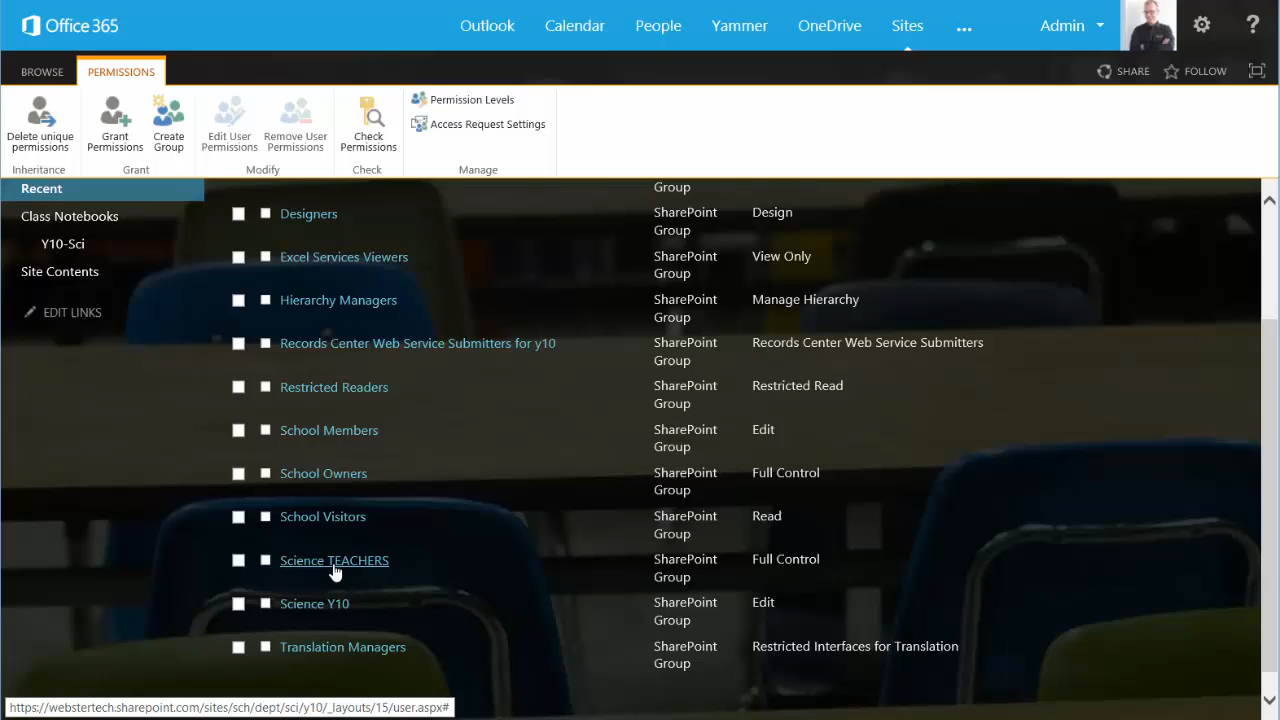 Office 365
Outlook Calendar People Yammer OneDrive Sites ... Admin ?
BROWSE PERMISSIONS SHARE FOLLOW
Delete unique permissions
Grant Permissions
Create Group
Edit User Permissions
Remove User Permissions
Check Permissions
Permission Levels
Access Request Settings
Inheritance Grant Modify Check Manage
Recent
Class Notebooks
Y10-Sci
Site Contents
EDIT LINKS
Group
Designers SharePoint Group Design
Excel Services Viewers SharePoint Group View Only
Hierarchy Managers SharePoint Group Manage Hierarchy
Records Center Web Service Submitters for y10 SharePoint Group Records Center Web Service Submitters
Restricted Readers SharePoint Group Restricted Read
School Members SharePoint Group Edit
School Owners SharePoint Group Full Control
School Visitors SharePoint Group Read
Science TEACHERS SharePoint Group Full Control
Science Y10 SharePoint Group Edit
Translation Managers SharePoint Group Restricted Interfaces for Translation
https://webstertech.sharepoint.com/sites/sch/dept/sci/y10/_layouts/15/user.aspx#